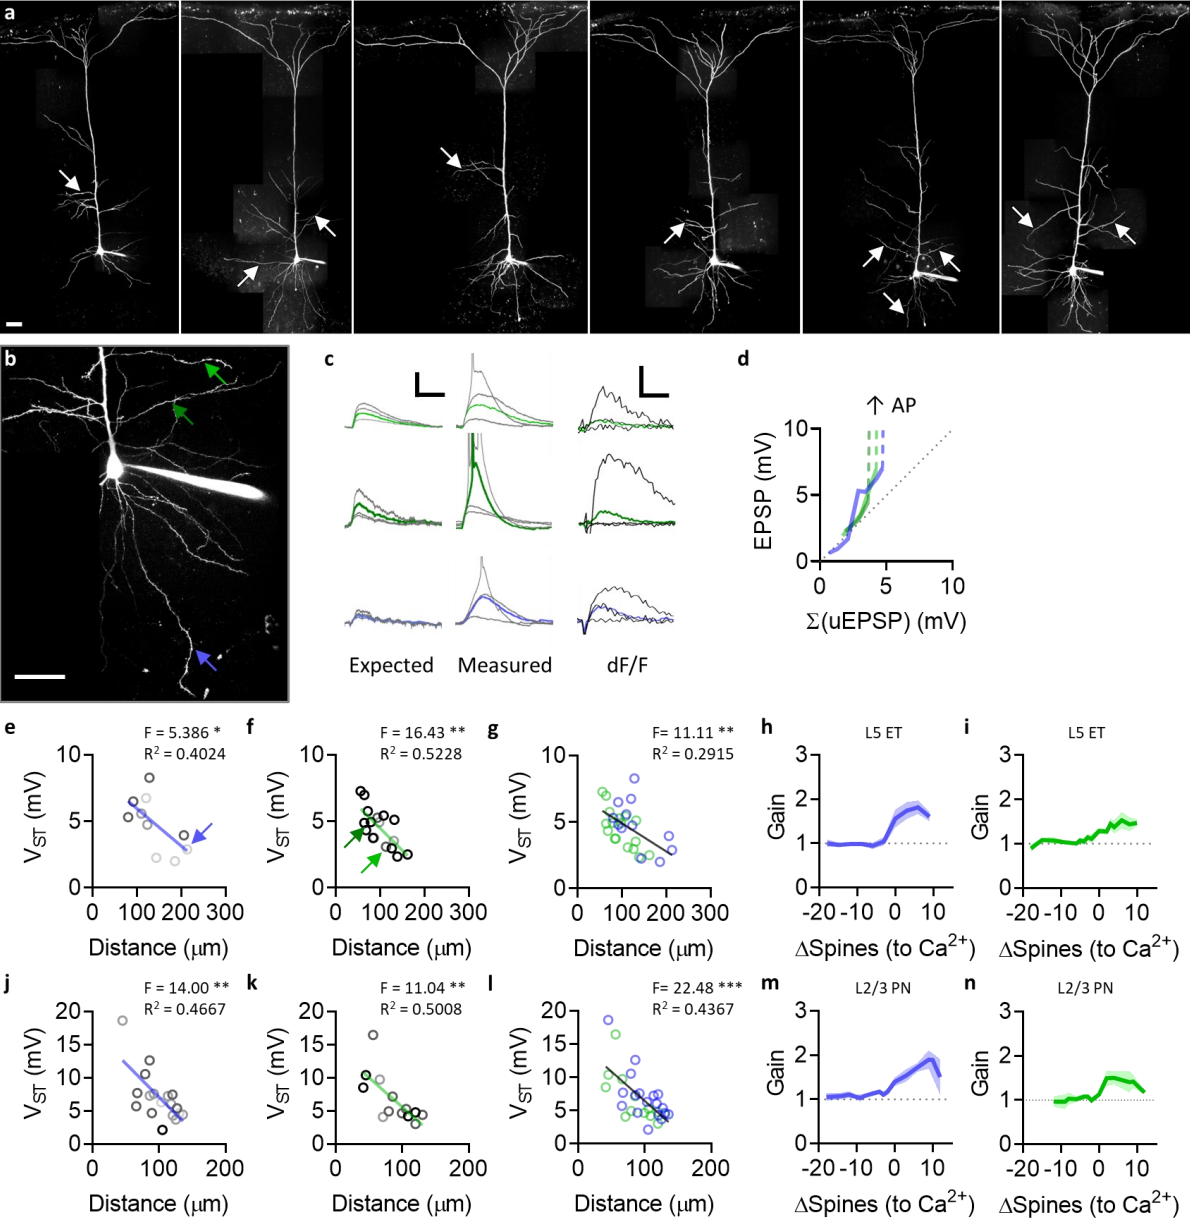 a
b
c
Expected Measured dF/F
d
↑ AP
EPSP (mV)
10
5
0
0 5 10
Σ(uEPSP) (mV)
e
F = 5.386 *
R² = 0.4024
V_ST (mV)
10
5
0
0 100 200 300
Distance (μm)
f
F = 16.43 **
R² = 0.5228
V_ST (mV)
10
5
0
0 100 200 300
Distance (μm)
g
F= 11.11 **
R² = 0.2915
V_ST (mV)
10
5
0
0 100 200 300
Distance (μm)
h
L5 ET
Gain
3
2
1
0
-20 -10 0 10
ΔSpines (to Ca²⁺)
i
L5 ET
Gain
3
2
1
0
-20 -10 0 10
ΔSpines (to Ca²⁺)
j
F = 14.00 **
R² = 0.4667
V_ST (mV)
20
15
10
5
0
0 100 200
Distance (μm)
k
F = 11.04 **
R² = 0.5008
V_ST (mV)
20
15
10
5
0
0 100 200
Distance (μm)
l
F= 22.48 ***
R² = 0.4367
V_ST (mV)
20
15
10
5
0
0 100 200
Distance (μm)
m
L2/3 PN
Gain
3
2
1
0
-20 -10 0 10
ΔSpines (to Ca²⁺)
n
L2/3 PN
Gain
3
2
1
0
-20 -10 0 10
ΔSpines (to Ca²⁺)